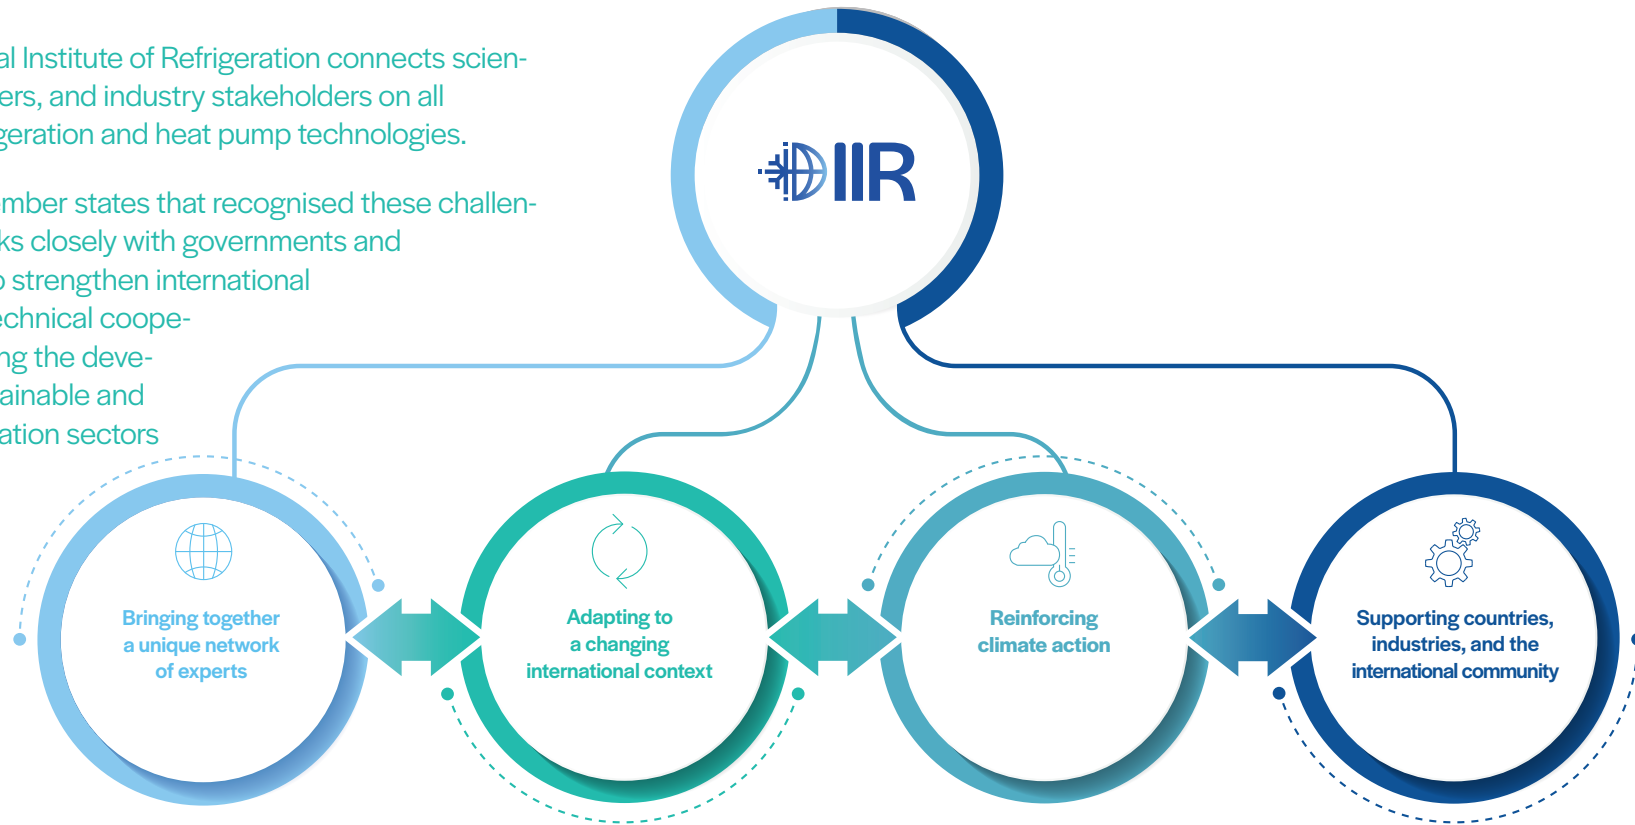 al Institute of Refrigeration connects scien-
ers, and industry stakeholders on all
geration and heat pump technologies.
mber states that recognised these challen-
ks closely with governments and
o strengthen international
echnical coope-
ng the deve-
ainable and
ation sectors
IIR
Bringing together
a unique network
of experts
Adapting to
a changing
international context
Reinforcing
climate action
Supporting countries,
industries, and the
international community